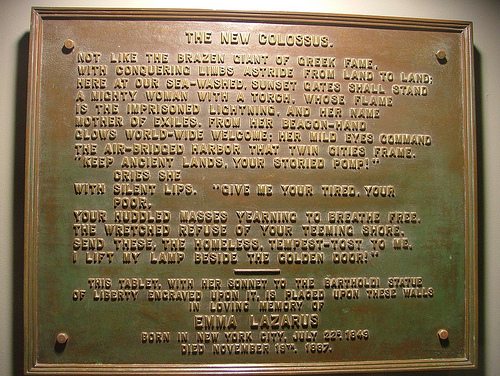 THE NEW COLOSSUS.
NOT LIKE THE BRAZEN GIANT OF GREEK FAME,
WITH CONQUERING LIMBS ASTRIDE FROM LAND TO LAND;
HERE AT OUR SEA-WASHED, SUNSET GATES SHALL STAND
A MIGHTY WOMAN WITH A TORCH, WHOSE FLAME
IS THE IMPRISONED LIGHTNING, AND HER NAME
MOTHER OF EXILES. FROM HER BEACON-HAND
GLOWS WORLD-WIDE WELCOME; HER MILD EYES COMMAND
THE AIR-BRIDGED HARBOR THAT TWIN CITIES FRAME.
"KEEP ANCIENT LANDS, YOUR STORIED POMP!"
CRIES SHE
WITH SILENT LIPS. "GIVE ME YOUR TIRED, YOUR
POOR,
YOUR HUDDLED MASSES YEARNING TO BREATHE FREE,
THE WRETCHED REFUSE OF YOUR TEEMING SHORE.
SEND THESE, THE HOMELESS, TEMPEST-TOST TO ME,
I LIFT MY LAMP BESIDE THE GOLDEN DOOR!"
THIS TABLET, WITH HER SONNET TO THE BARTHOLDI STATUE
OF LIBERTY ENGRAVED UPON IT, IS PLACED UPON THESE WALLS
IN LOVING MEMORY OF
EMMA LAZARUS
BORN IN NEW YORK CITY, JULY 22D, 1849
DIED NOVEMBER 19TH, 1887.